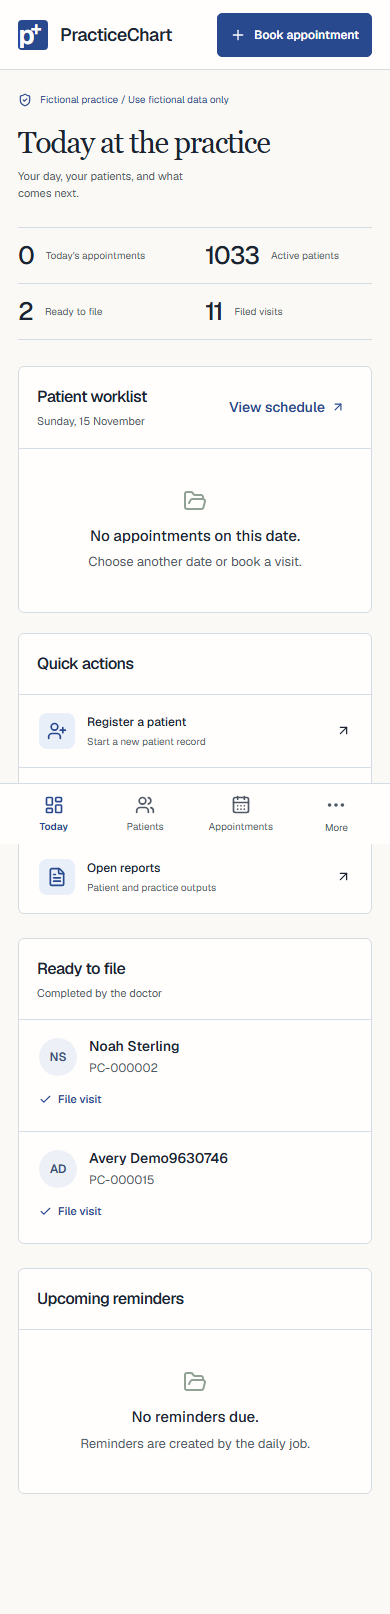 p+ PracticeChart
Book appointment
Fictional practice / Use fictional data only
Today at the practice
Your day, your patients, and what
comes next.
0 Today's appointments
1033 Active patients
2 Ready to file
11 Filed visits
Patient worklist
Sunday, 15 November
View schedule
No appointments on this date.
Choose another date or book a visit.
Quick actions
Register a patient
Start a new patient record
Today
Patients
Appointments
More
Open reports
Patient and practice outputs
Ready to file
Completed by the doctor
NS
Noah Sterling
PC-000002
File visit
AD
Avery Demo9630746
PC-000015
File visit
Upcoming reminders
No reminders due.
Reminders are created by the daily job.